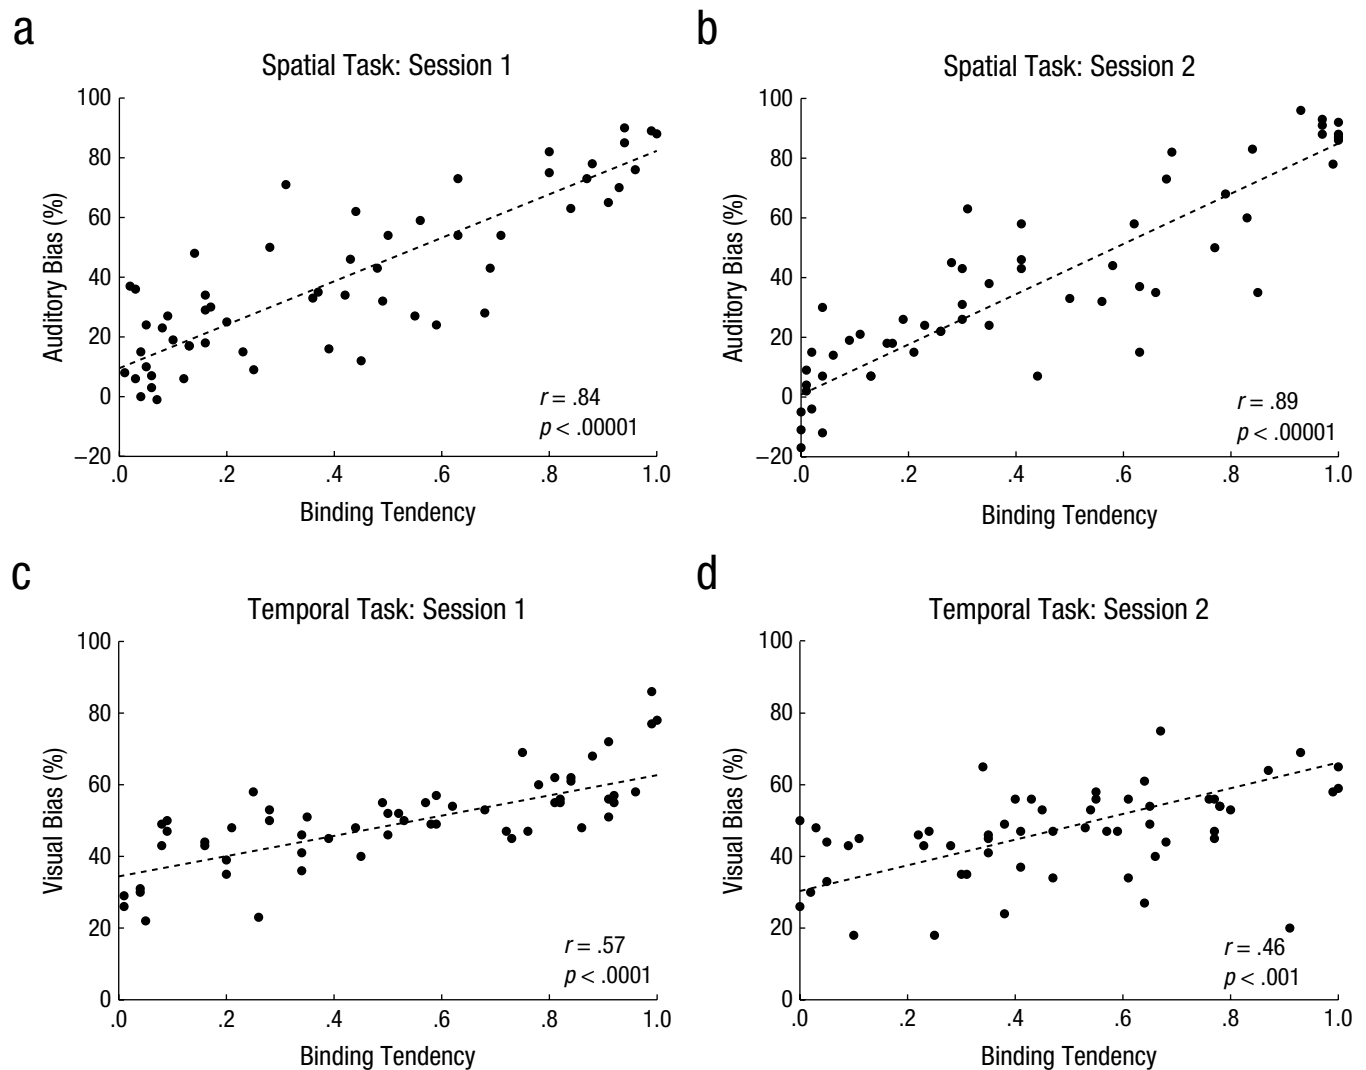 a
Spatial Task: Session 1
Auditory Bias (%)
100
80
60
40
20
0
–20
.0 .2 .4 .6 .8 1.0
Binding Tendency
r = .84
p < .00001
b
Spatial Task: Session 2
Auditory Bias (%)
100
80
60
40
20
0
–20
.0 .2 .4 .6 .8 1.0
Binding Tendency
r = .89
p < .00001
c
Temporal Task: Session 1
Visual Bias (%)
100
80
60
40
20
0
.0 .2 .4 .6 .8 1.0
Binding Tendency
r = .57
p < .0001
d
Temporal Task: Session 2
Visual Bias (%)
100
80
60
40
20
0
.0 .2 .4 .6 .8 1.0
Binding Tendency
r = .46
p < .001